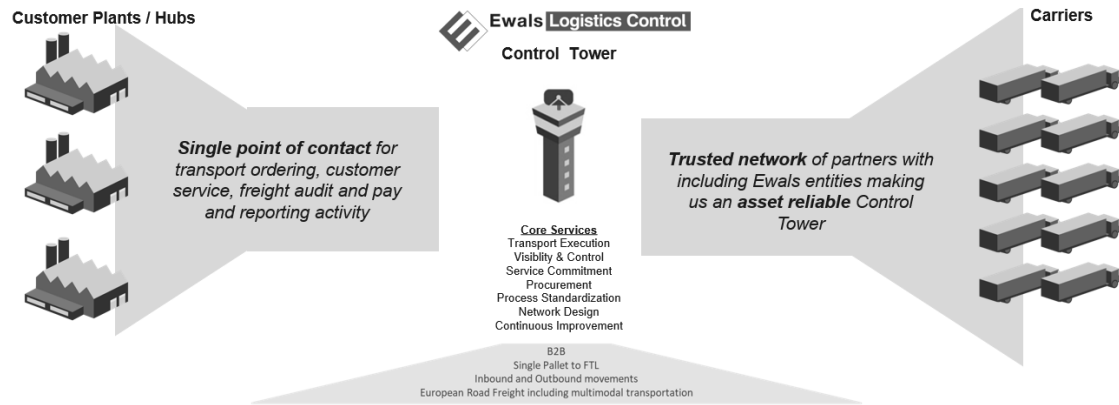 Customer Plants / Hubs
Ewals Logistics Control
Control Tower
Carriers
Single point of contact for
transport ordering, customer
service, freight audit and pay
and reporting activity
Trusted network of partners with
including Ewals entities making
us an asset reliable Control
Tower
Core Services
Transport Execution
Visiblity & Control
Service Commitment
Procurement
Process Standardization
Network Design
Continuous Improvement
B2B
Single Pallet to FTL
Inbound and Outbound movements
European Road Freight including multimodal transportation